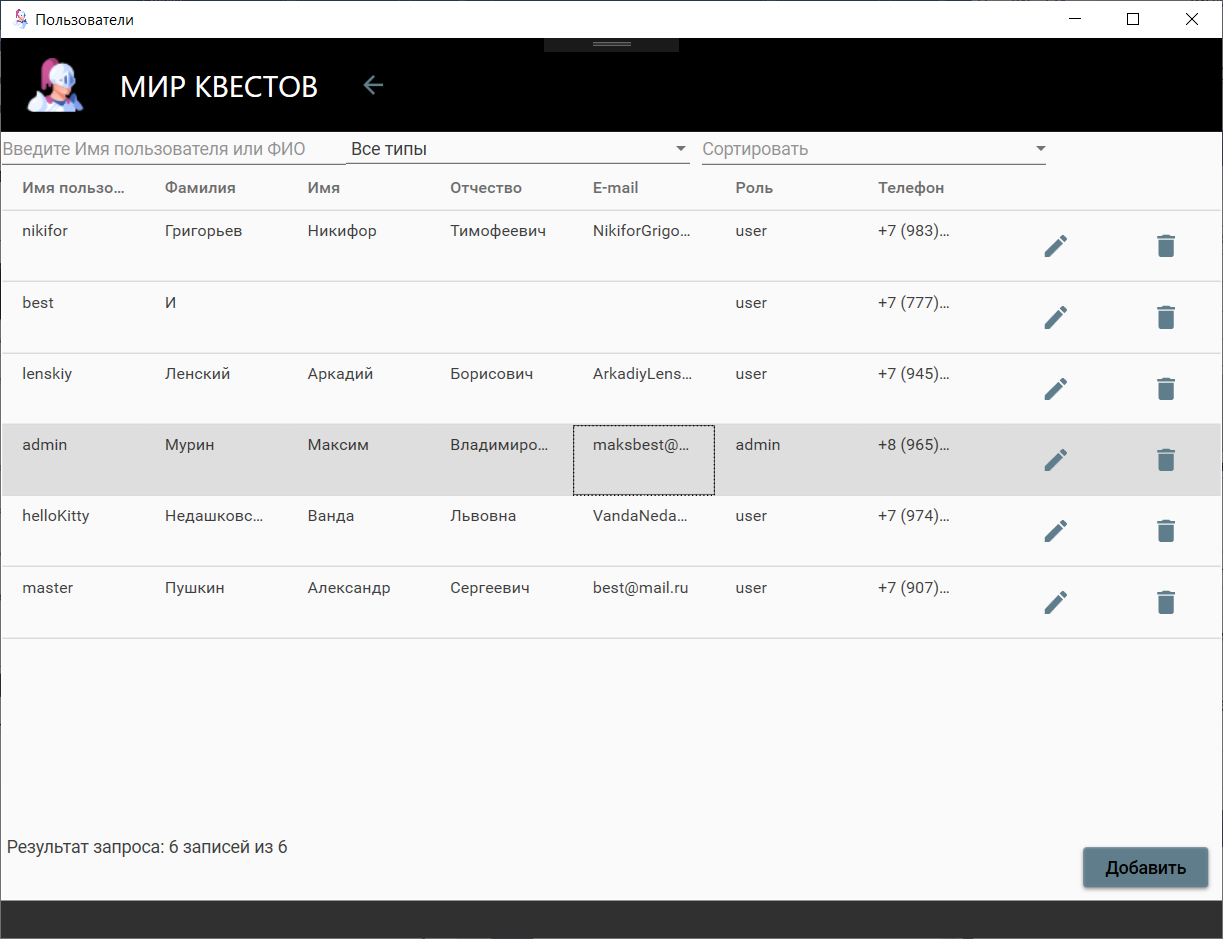 Пользователи
МИР КВЕСТОВ
Введите Имя пользователя или ФИО Все типы Сортировать
Имя пользо... Фамилия Имя Отчество E-mail Роль Телефон
nikifor Григорьев Никифор Тимофеевич NikiforGrigo... user +7 (983)...
best И user +7 (777)...
lenskiy Ленский Аркадий Борисович ArkadiyLens... user +7 (945)...
admin Мурин Максим Владимиро... maksbest@... admin +8 (965)...
helloKitty Недашковс... Ванда Львовна VandaNeda... user +7 (974)...
master Пушкин Александр Сергеевич best@mail.ru user +7 (907)...
Результат запроса: 6 записей из 6
Добавить